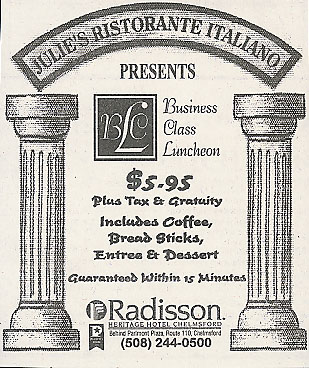 JULIE'S RISTORANTE ITALIANO
PRESENTS
BLC
Business
Class
Luncheon
$5.95
Plus Tax & Gratuity
Includes Coffee,
Bread Sticks,
Entree & Dessert
Guaranteed Within 15 Minutes
Radisson
HERITAGE HOTEL CHELMSFORD
Behind Parlmont Plaza, Route 110, Chelmsford
(508) 244-0500